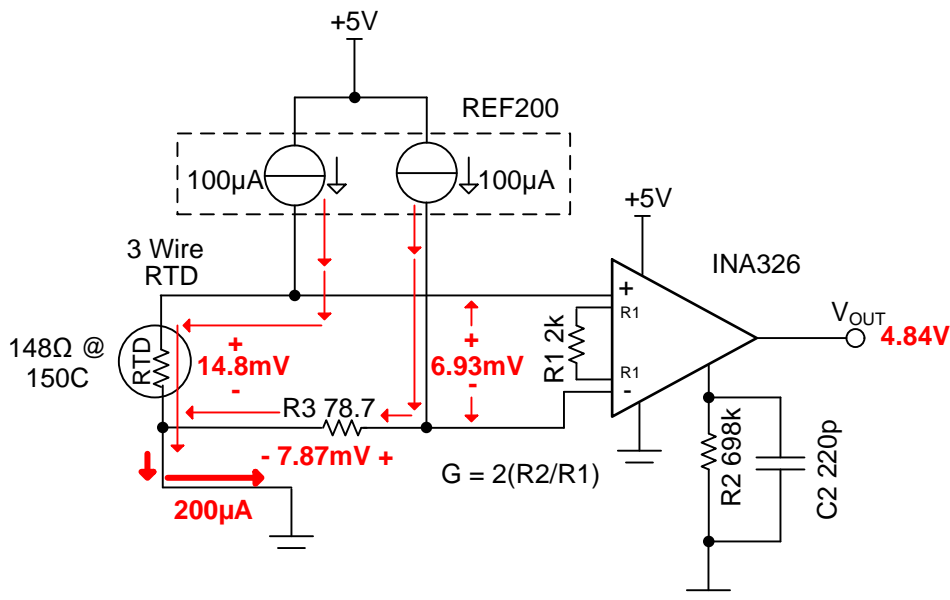 +5V
REF200
100µA
100µA
+5V
3 Wire
RTD
INA326
+
R1
R1 2k
R1
-
V_OUT
4.84V
148Ω @
150C
RTD
+
14.8mV
-
+
6.93mV
-
R3 78.7
- 7.87mV +
G = 2(R2/R1)
R2 698k
C2 220p
200µA